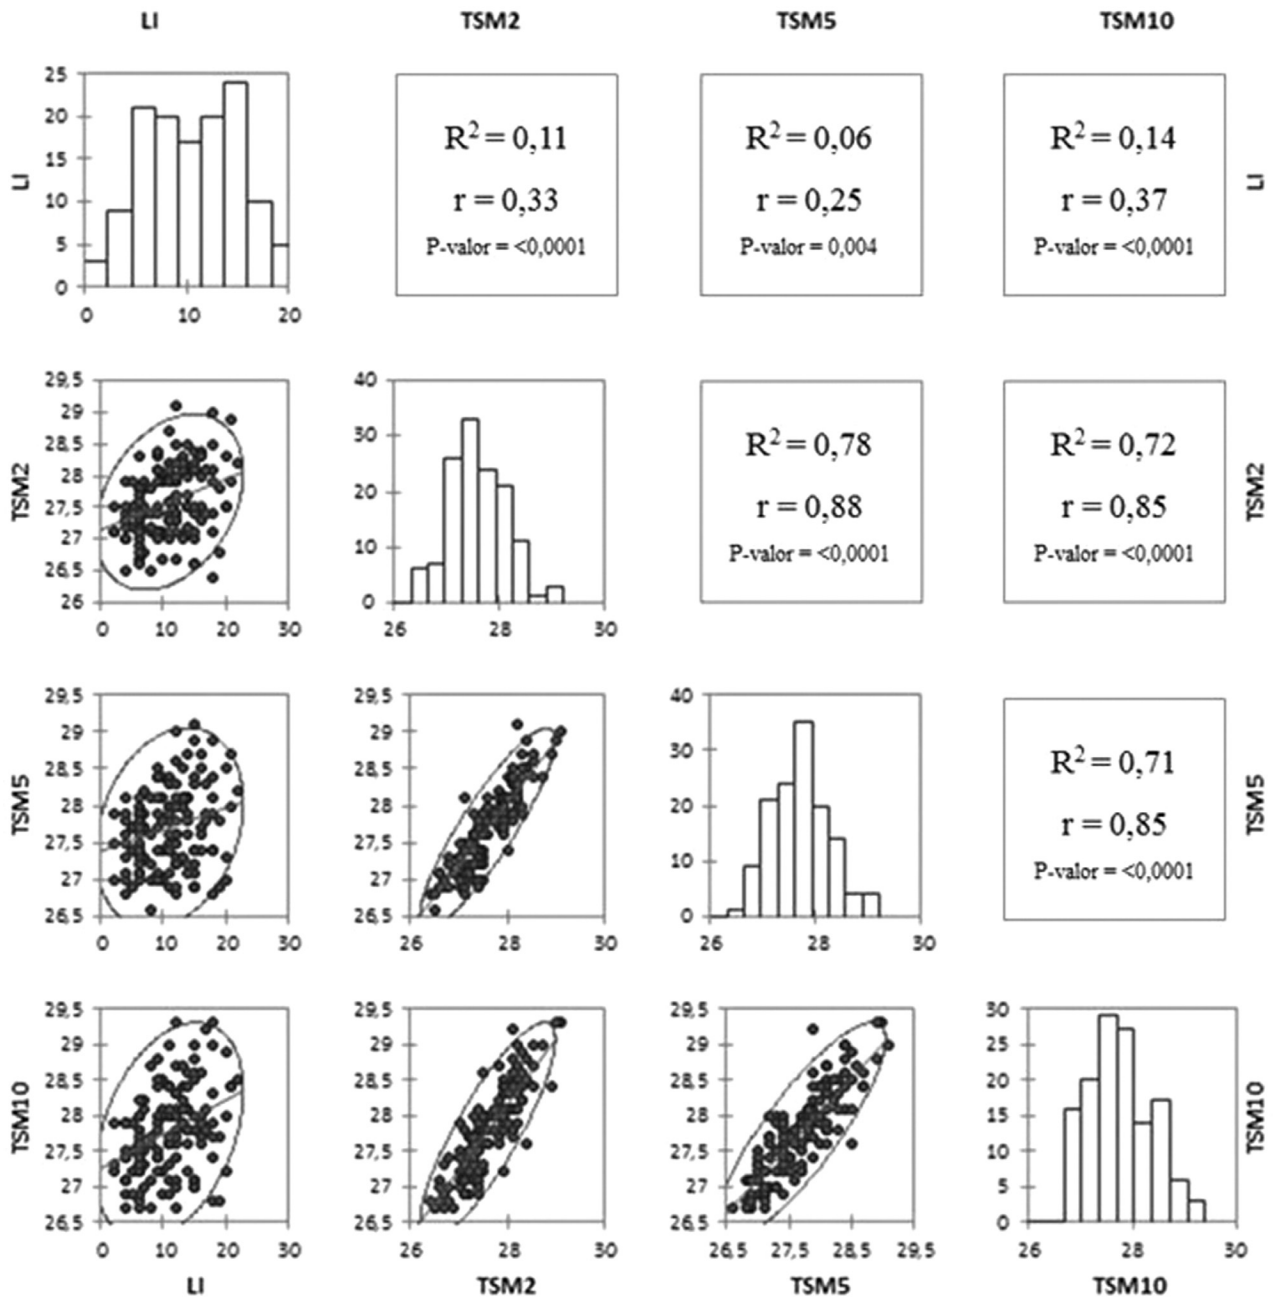 LI TSM2 TSM5 TSM10
25
20
15
10
5
0
0 10 20
LI
R² = 0,11
r = 0,33
P-valor = <0,0001
R² = 0,06
r = 0,25
P-valor = 0,004
R² = 0,14
r = 0,37
P-valor = <0,0001
LI
TSM2
29,5
29
28,5
28
27,5
27
26,5
26
0 10 20 30
40
30
20
10
0
26 28 30
R² = 0,78
r = 0,88
P-valor = <0,0001
R² = 0,72
r = 0,85
P-valor = <0,0001
TSM2
TSM5
29,5
29
28,5
28
27,5
27
26,5
0 10 20 30
29,5
29
28,5
28
27,5
27
26,5
26 28 30
40
30
20
10
0
26 28 30
R² = 0,71
r = 0,85
P-valor = <0,0001
TSM5
TSM10
29,5
29
28,5
28
27,5
27
26,5
0 10 20 30
29,5
29
28,5
28
27,5
27
26,5
26 28 30
29,5
29
28,5
28
27,5
27
26,5
26,5 27,5 28,5 29,5
30
25
20
15
10
5
0
26 28 30
TSM10
LI TSM2 TSM5 TSM10